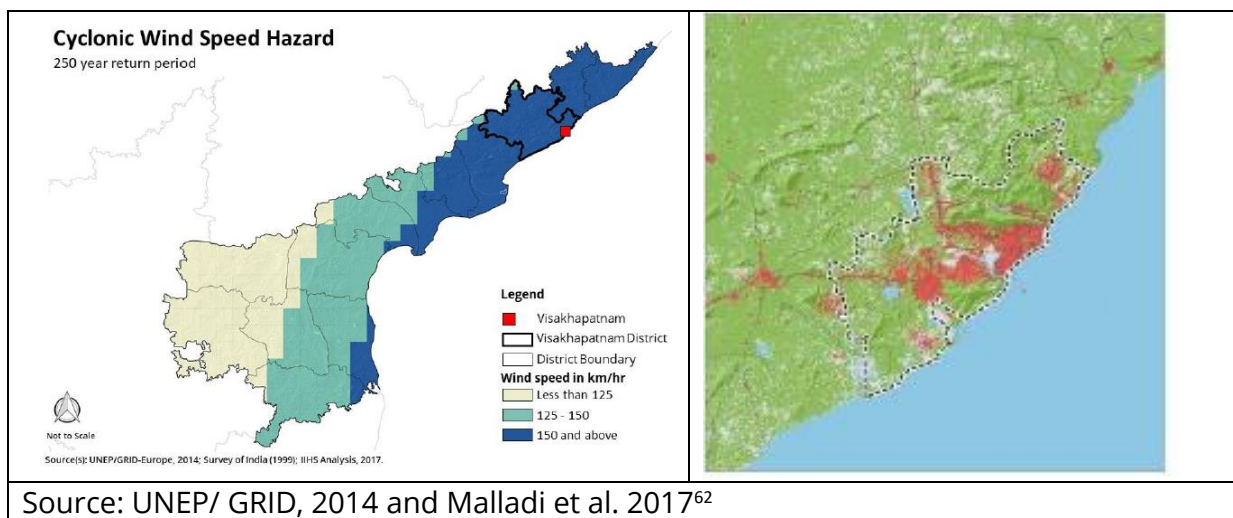 Cyclonic Wind Speed Hazard
250 year return period
Legend
Visakhapatnam
Visakhapatnam District
District Boundary
Wind speed in km/hr
Less than 125
125 - 150
150 and above
Not to Scale
Source(s): UNEP/GRID-Europe, 2014; Survey of India (1999); IIHS Analysis, 2017.
Source: UNEP/ GRID, 2014 and Malladi et al. 2017⁶²